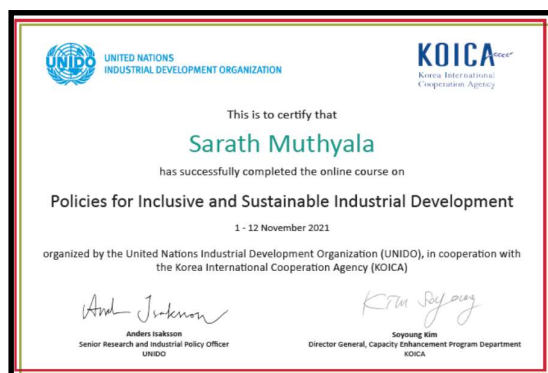 UNIDO
UNITED NATIONS
INDUSTRIAL DEVELOPMENT ORGANIZATION
KOICA
Korea International
Cooperation Agency
This is to certify that
Sarath Muthyala
has successfully completed the online course on
Policies for Inclusive and Sustainable Industrial Development
1 - 12 November 2021
organized by the United Nations Industrial Development Organization (UNIDO), in cooperation with
the Korea International Cooperation Agency (KOICA)
Kim Soyoung
Anders Isaksson
Senior Research and Industrial Policy Officer
UNIDO
Soyoung Kim
Director General, Capacity Enhancement Program Department
KOICA